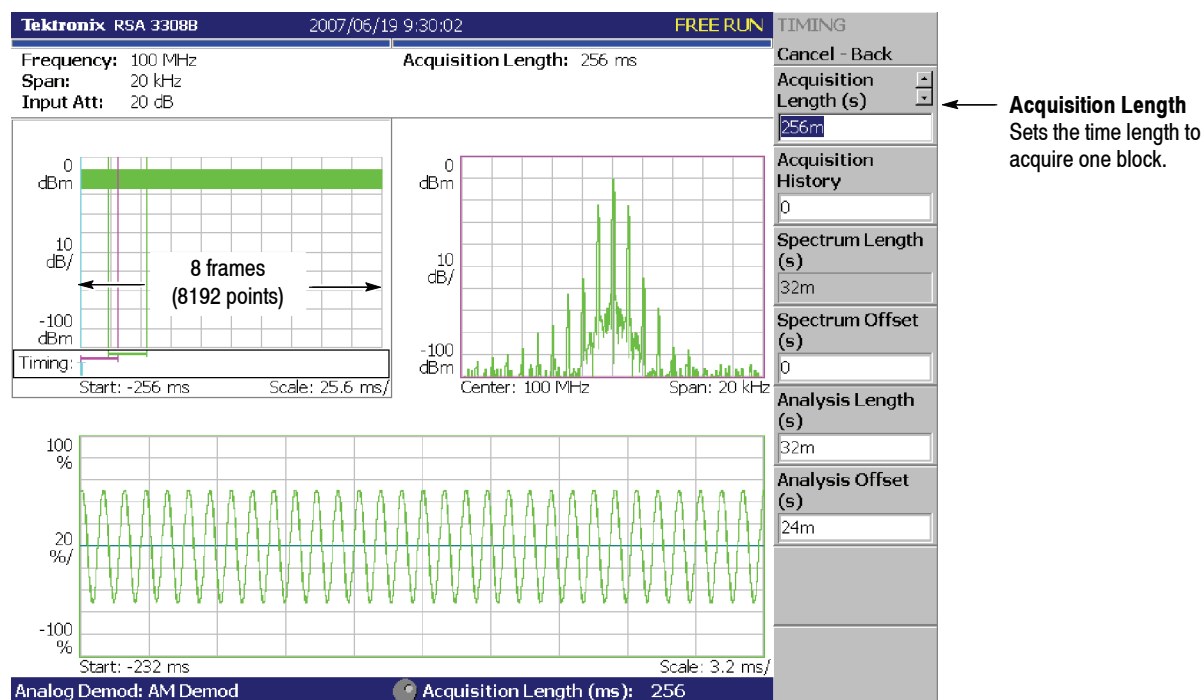 Tektronix RSA 3308B 2007/06/19 9:30:02 FREE RUN
Frequency: 100 MHz
Span: 20 kHz
Input Att: 20 dB
Acquisition Length: 256 ms
0
dBm
10
dB/
-100
dBm
8 frames
(8192 points)
Timing:
Start: -256 ms Scale: 25.6 ms/
0
dBm
10
dB/
-100
dBm
Center: 100 MHz Span: 20 kHz
100
%
20
%/
-100
%
Start: -232 ms Scale: 3.2 ms/
Analog Demod: AM Demod Acquisition Length (ms): 256
TIMING
Cancel - Back
Acquisition
Length (s)
256m
Acquisition
History
0
Spectrum Length
(s)
32m
Spectrum Offset
(s)
0
Analysis Length
(s)
32m
Analysis Offset
(s)
24m
Acquisition Length
Sets the time length to
acquire one block.